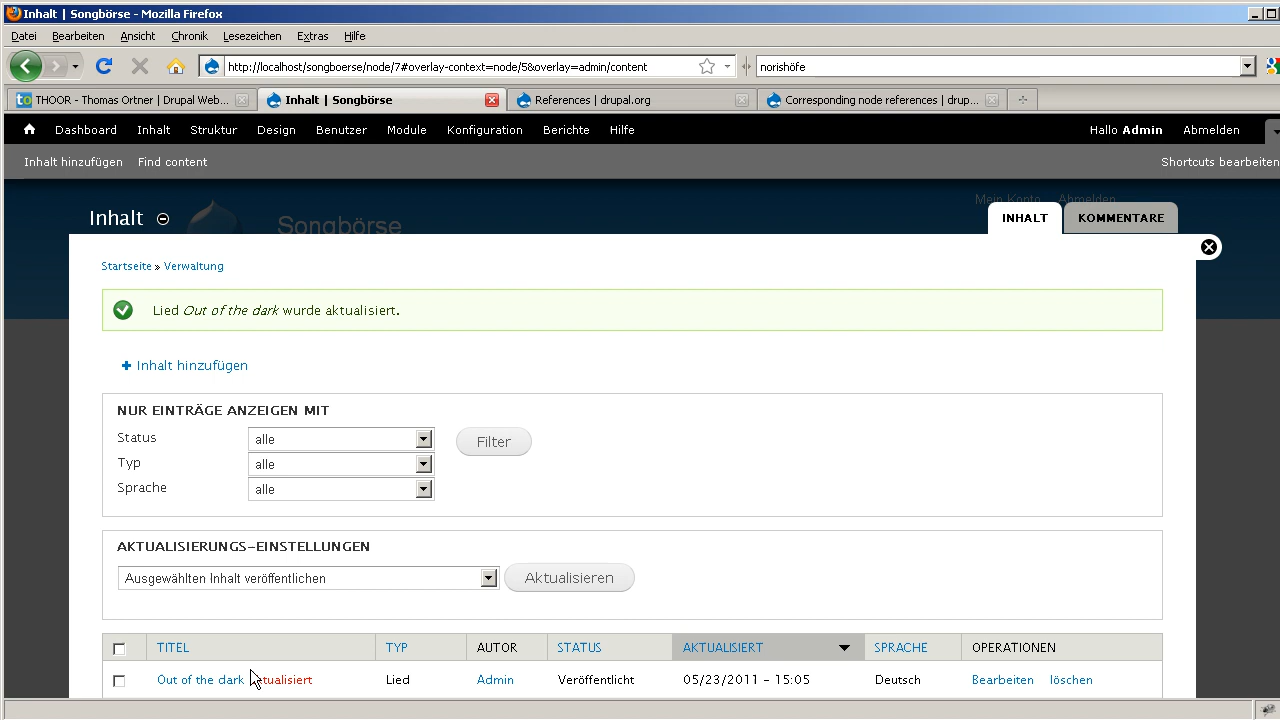 Inhalt | Songbörse - Mozilla Firefox
Datei Bearbeiten Ansicht Chronik Lesezeichen Extras Hilfe
http://localhost/songboerse/node/7#overlay-context=node/5&overlay=admin/content norishöfs
THOOR - Thomas Ortner | Drupal Web... Inhalt | Songbörse References | drupal.org Corresponding node references | drup...
Dashboard Inhalt Struktur Design Benutzer Module Konfiguration Berichte Hilfe Hallo Admin Abmelden
Inhalt hinzufügen Find content Shortcuts bearbeiten
Mein Konto Abmelden
Inhalt Songbörse INHALT KOMMENTARE
Startseite » Verwaltung
Lied Out of the dark wurde aktualisiert.
Inhalt hinzufügen
NUR EINTRÄGE ANZEIGEN MIT
Status alle Filter
Typ alle
Sprache alle
AKTUALISIERUNGS-EINSTELLUNGEN
Ausgewählten Inhalt veröffentlichen Aktualisieren
TITEL TYP AUTOR STATUS AKTUALISIERT SPRACHE OPERATIONEN
Out of the dark Lied Admin Veröffentlicht 05/23/2011 - 15:05 Deutsch Bearbeiten löschen